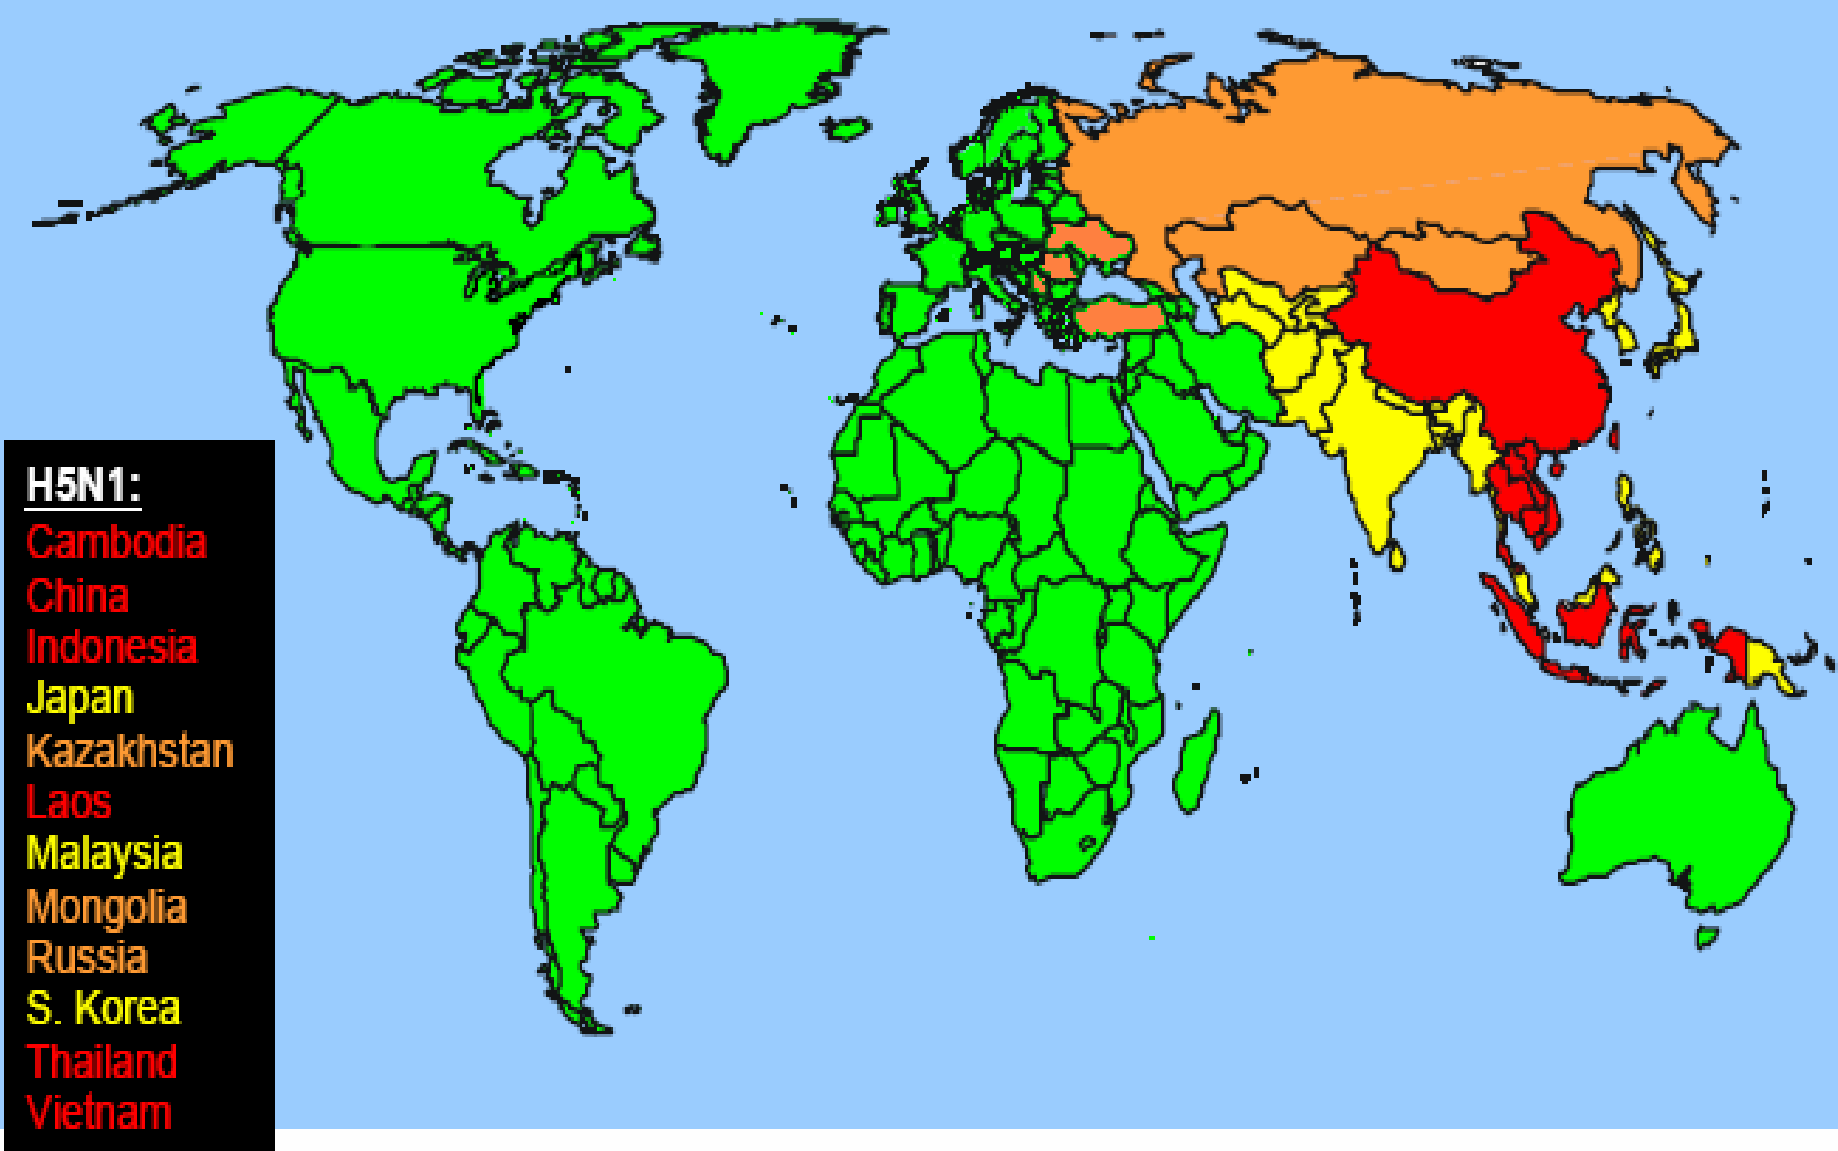 H5N1:
Cambodia
China
Indonesia
Japan
Kazakhstan
Laos
Malaysia
Mongolia
Russia
S. Korea
Thailand
Vietnam